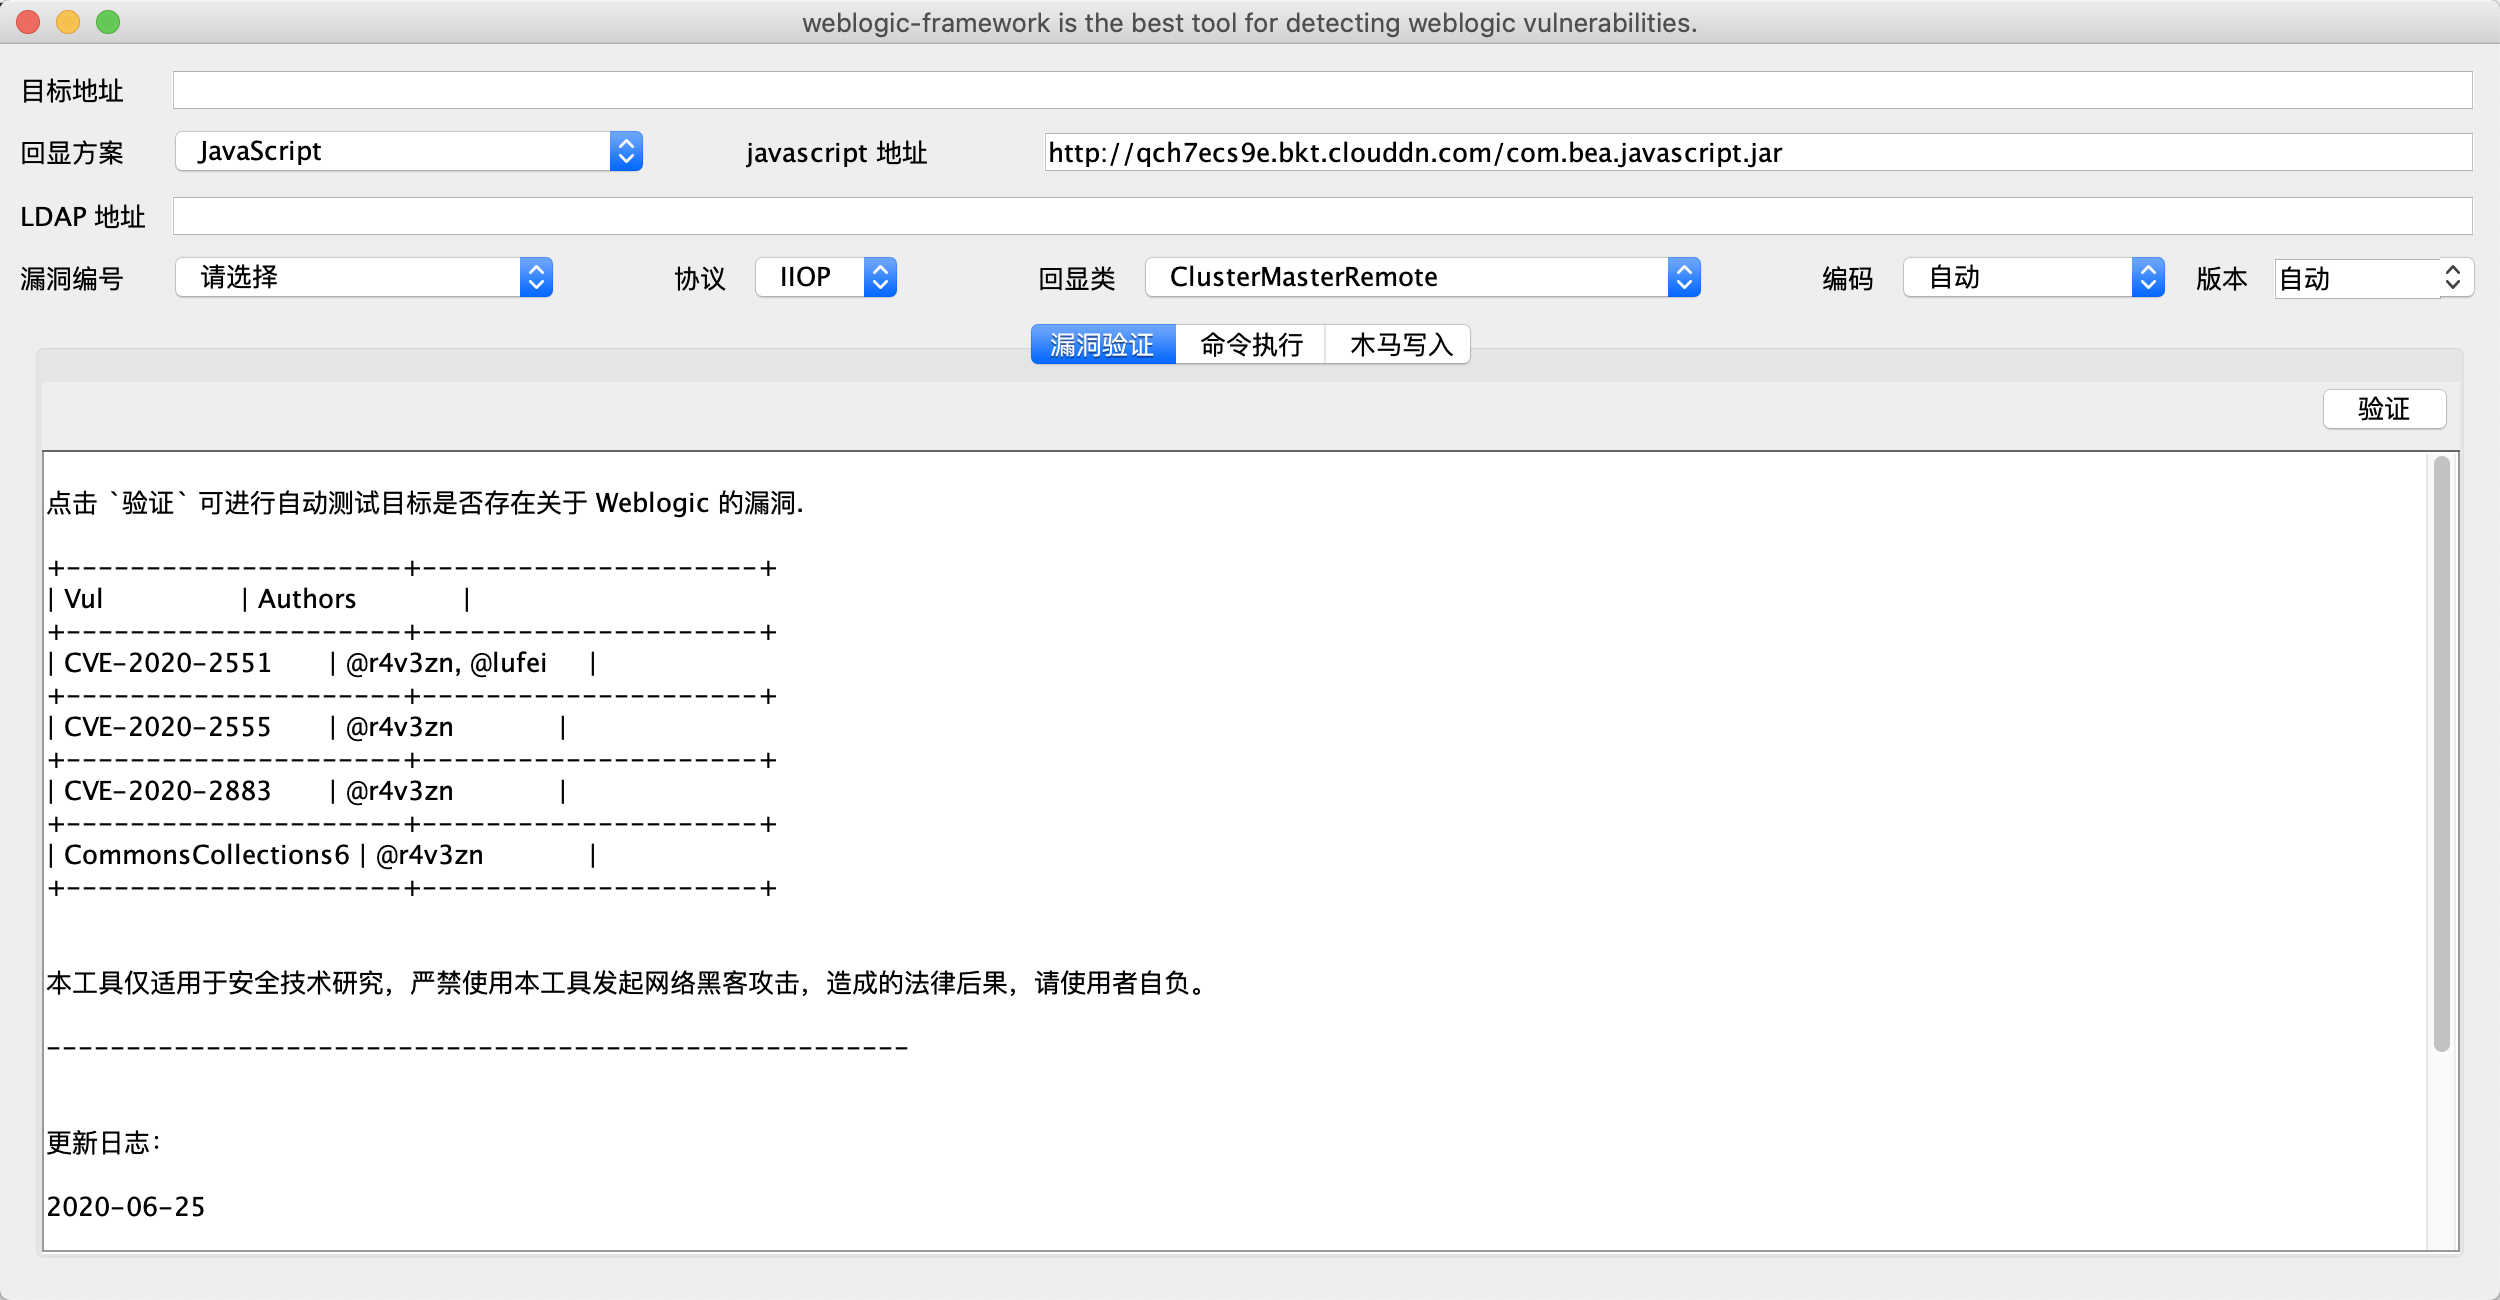 weblogic-framework is the best tool for detecting weblogic vulnerabilities.
目标地址
回显方案 JavaScript javascript 地址 http://qch7ecs9e.bkt.clouddn.com/com.bea.javascript.jar
LDAP 地址
漏洞编号 请选择 协议 IIOP 回显类 ClusterMasterRemote 编码 自动 版本 自动
漏洞验证 命令执行 木马写入
验证
点击 `验证` 可进行自动测试目标是否存在关于 Weblogic 的漏洞.
+---------------------+---------------------+
| Vul | Authors |
+---------------------+---------------------+
| CVE-2020-2551 | @r4v3zn, @lufei |
+---------------------+---------------------+
| CVE-2020-2555 | @r4v3zn |
+---------------------+---------------------+
| CVE-2020-2883 | @r4v3zn |
+---------------------+---------------------+
| CommonsCollections6 | @r4v3zn |
+---------------------+---------------------+
本工具仅适用于安全技术研究，严禁使用本工具发起网络黑客攻击，造成的法律后果，请使用者自负。
------------------------------------------------------
更新日志：
2020-06-25